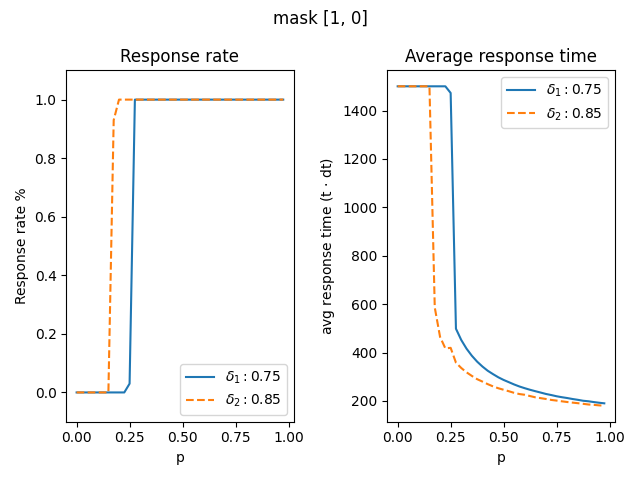 mask [1, 0]
Response rate
Response rate %
1.0
0.8
0.6
0.4
0.2
0.0
0.00
0.25
0.50
0.75
1.00
p
δ₁ : 0.75
δ₂ : 0.85
Average response time
avg response time (t · dt)
1400
1200
1000
800
600
400
200
0.00
0.25
0.50
0.75
1.00
p
δ₁ : 0.75
δ₂ : 0.85